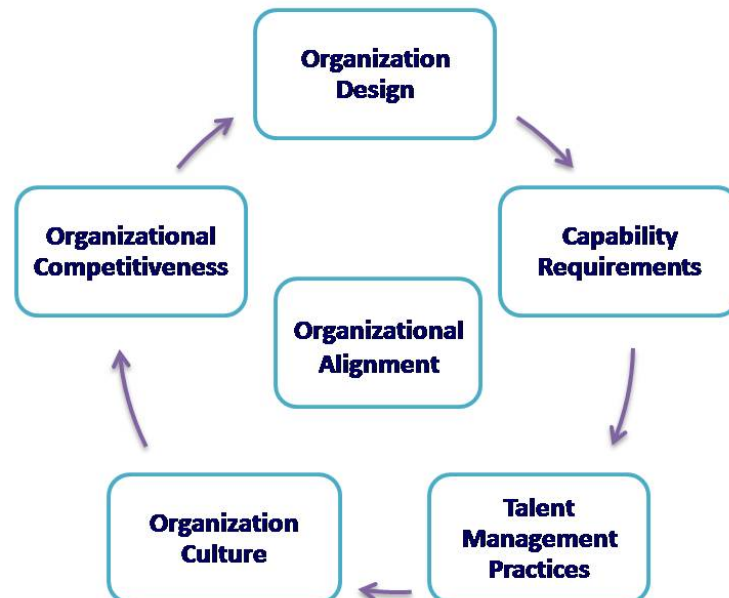 Organization
Design
Organizational
Competitiveness
Capability
Requirements
Organizational
Alignment
Organization
Culture
Talent
Management
Practices